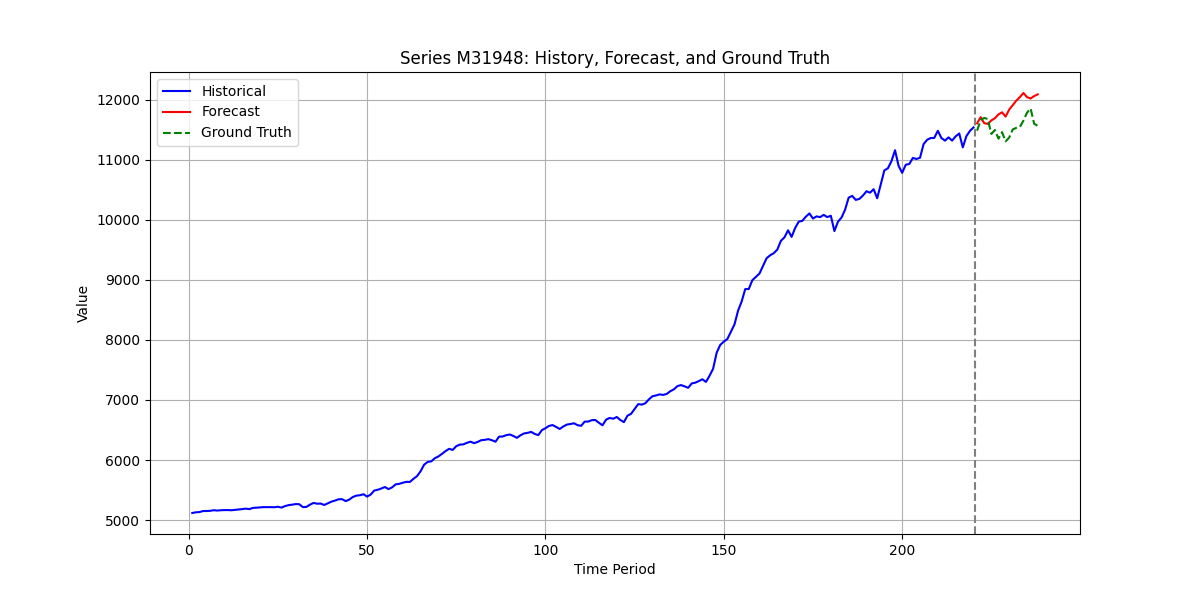 Series M31948: History, Forecast, and Ground Truth
Historical
Forecast
Ground Truth
12000
11000
10000
9000
8000
7000
6000
5000
Value
0 50 100 150 200
Time Period